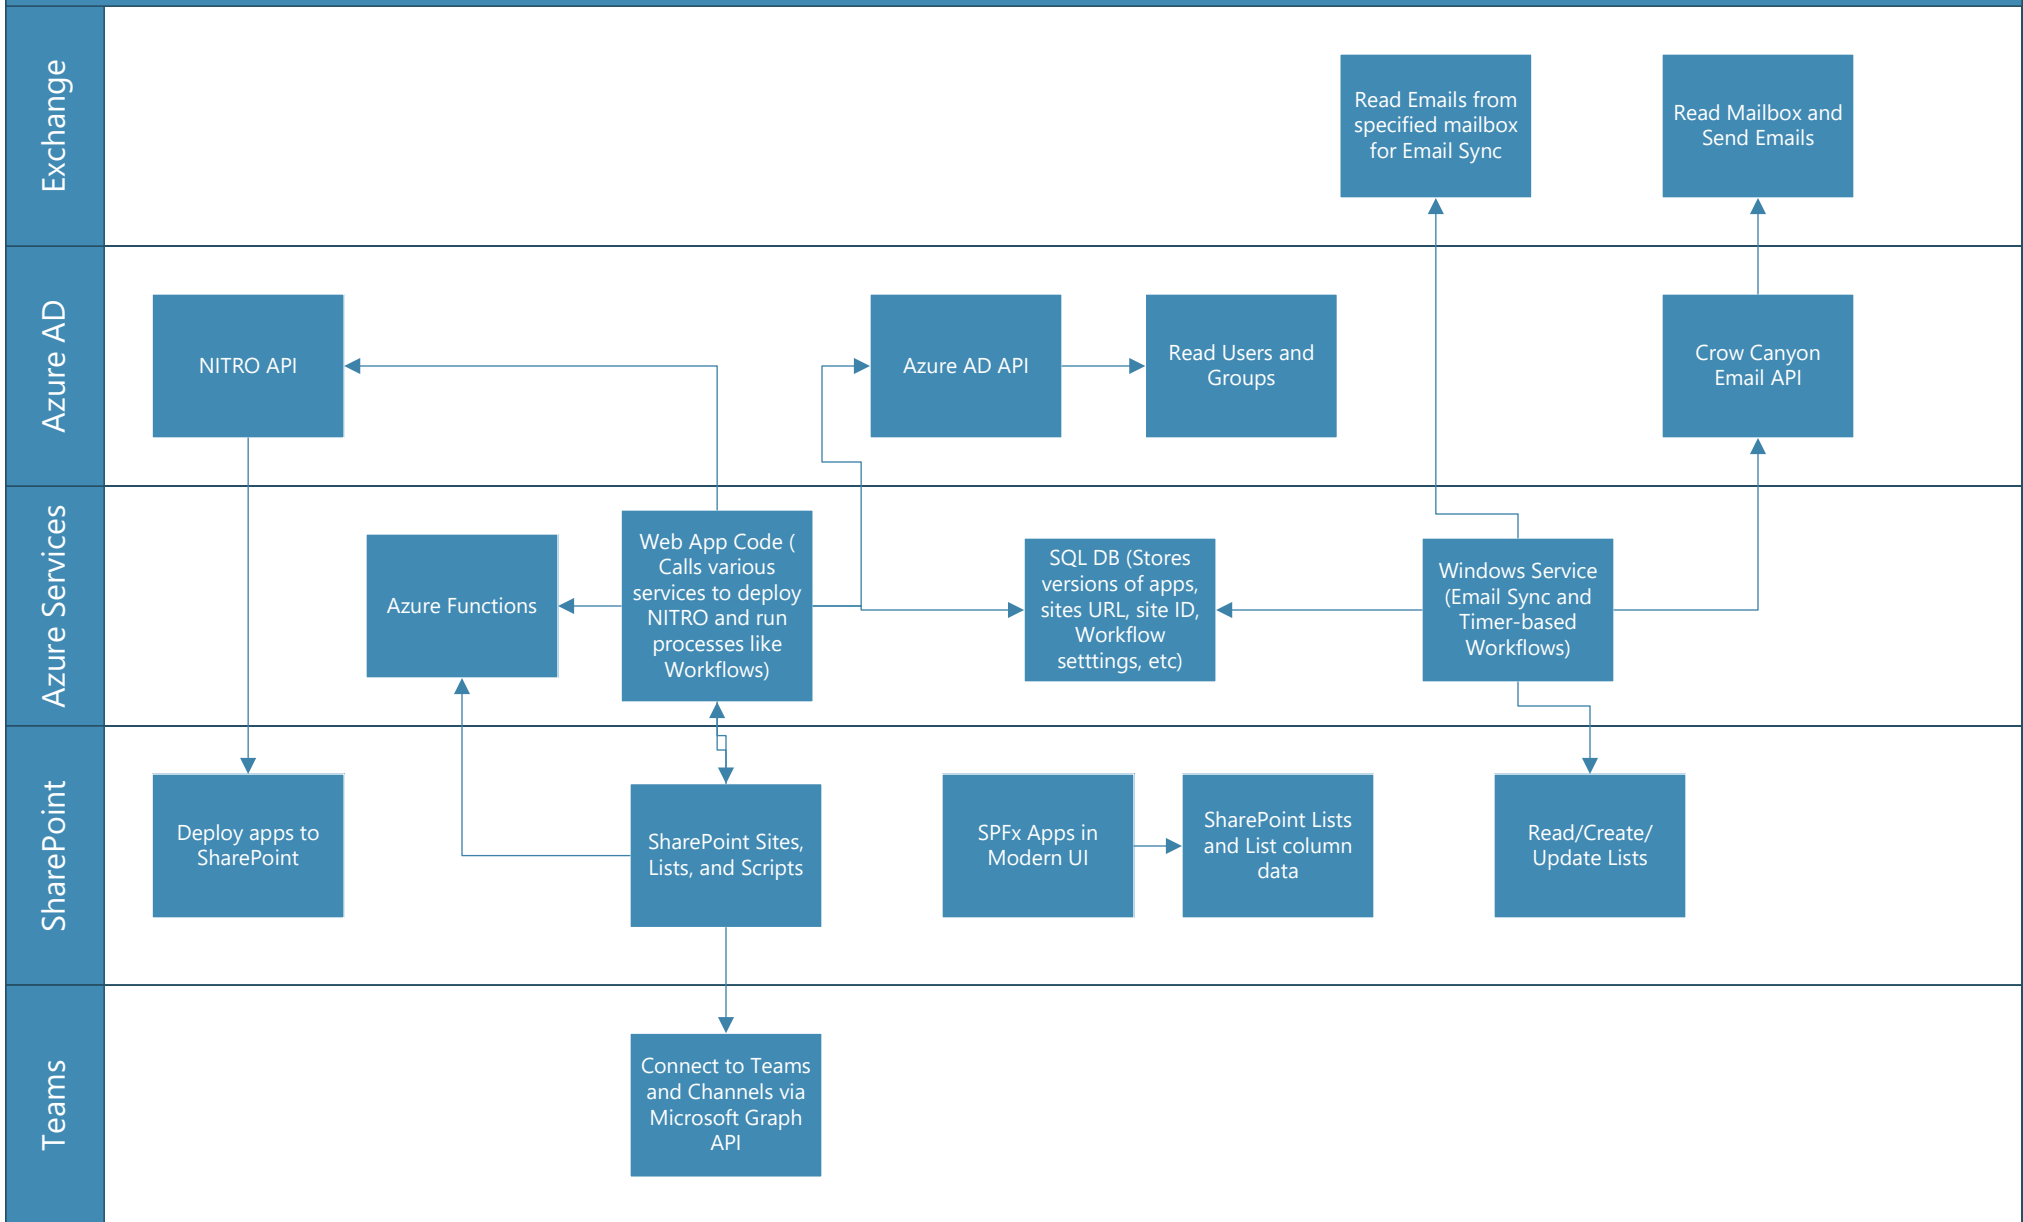 Exchange
Read Emails from
specified mailbox
for Email Sync
Read Mailbox and
Send Emails
Azure AD
NITRO API
Azure AD API
Read Users and
Groups
Crow Canyon
Email API
Azure Services
Azure Functions
Web App Code (
Calls various
services to deploy
NITRO and run
processes like
Workflows)
SQL DB (Stores
versions of apps,
sites URL, site ID,
Workflow
setttings, etc)
Windows Service
(Email Sync and
Timer-based
Workflows)
SharePoint
Deploy apps to
SharePoint
SharePoint Sites,
Lists, and Scripts
SPFx Apps in
Modern UI
SharePoint Lists
and List column
data
Read/Create/
Update Lists
Teams
Connect to Teams
and Channels via
Microsoft Graph
API